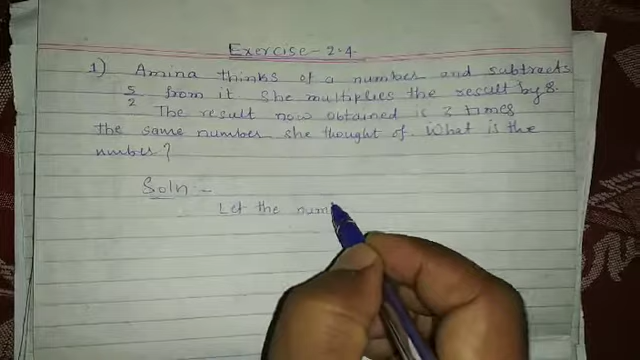 Exercise-2.4
1) Amina thinks of a number and subtracts
5/2 from it she multiplies the result by 8.
The result now obtained is 3 times
the same number she thought of. What is the
number?
Soln -
Let the num